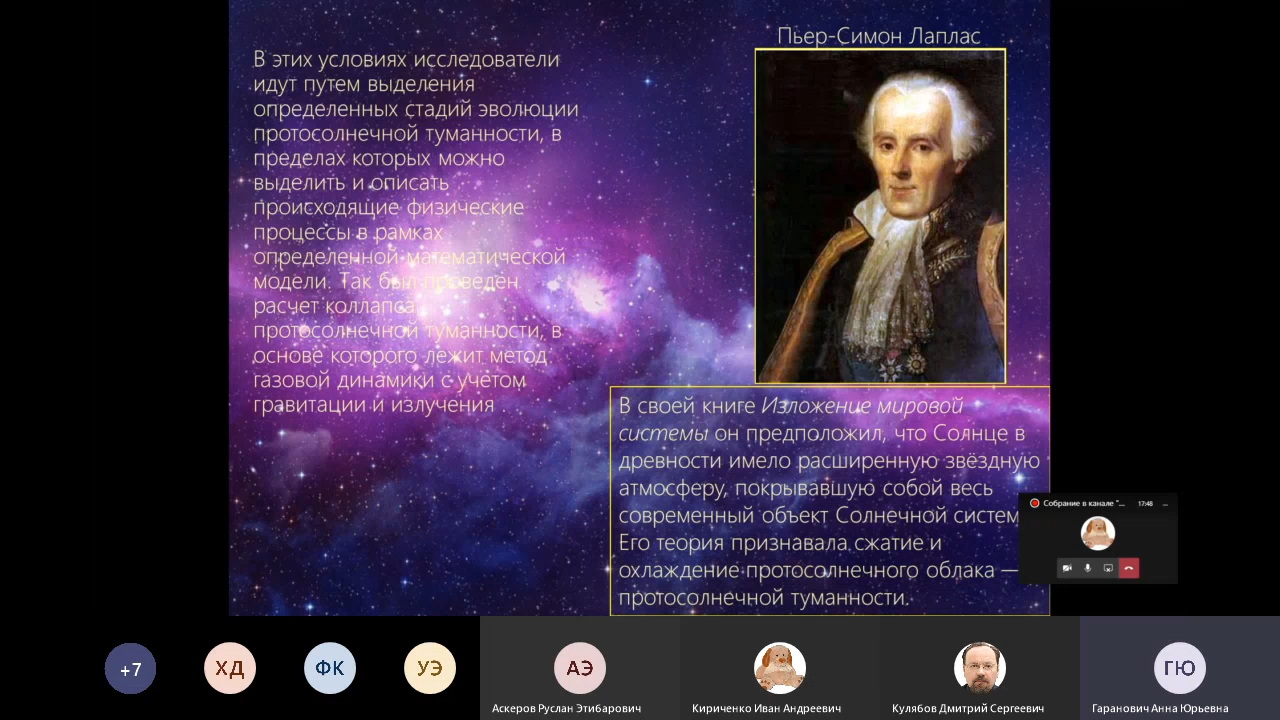 В этих условиях исследователи
идут путем выделения
определенных стадий эволюции
протосолнечной туманности, в
пределах которых можно
выделить и описать
происходящие физические
процессы в рамках
определенной математической
модели. Так был проведен
расчет коллапса
протосолнечной туманности, в
основе которого лежит метод
газовой динамики с учетом
гравитации и излучения
Пьер-Симон Лаплас
В своей книге Изложение мировой
системы он предположил, что Солнце в
древности имело расширенную звёздную
атмосферу, покрывавшую собой весь
современный объект Солнечной систем
Его теория признавала сжатие и
охлаждение протосолнечного облака —
протосолнечной туманности.
Собрание в канале "... 17:48 ...
+7
ХД
ФК
УЭ
АЭ
ГЮ
Аскеров Руслан Этибарович
Кириченко Иван Андреевич
Кулябов Дмитрий Сергеевич
Гаранович Анна Юрьевна